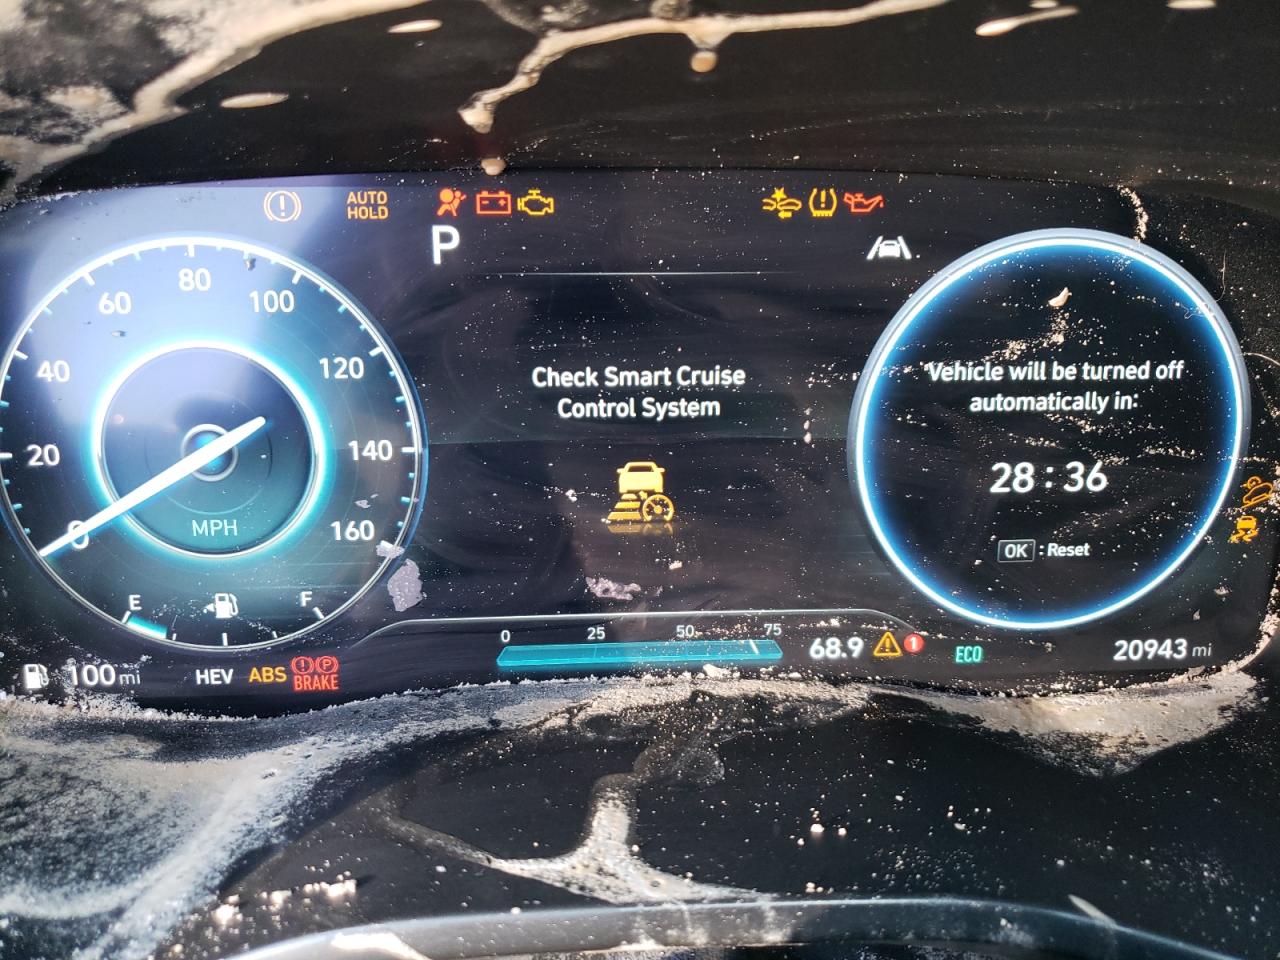 AUTO
HOLD
P
80
60
100
40
120
20
140
0
160
MPH
E
F
Check Smart Cruise
Control System
Vehicle will be turned off
automatically in:
28:36
OK : Reset
0 25 50 75
68.9
1
ECO
20943 mi
100 mi
HEV
ABS
P
BRAKE